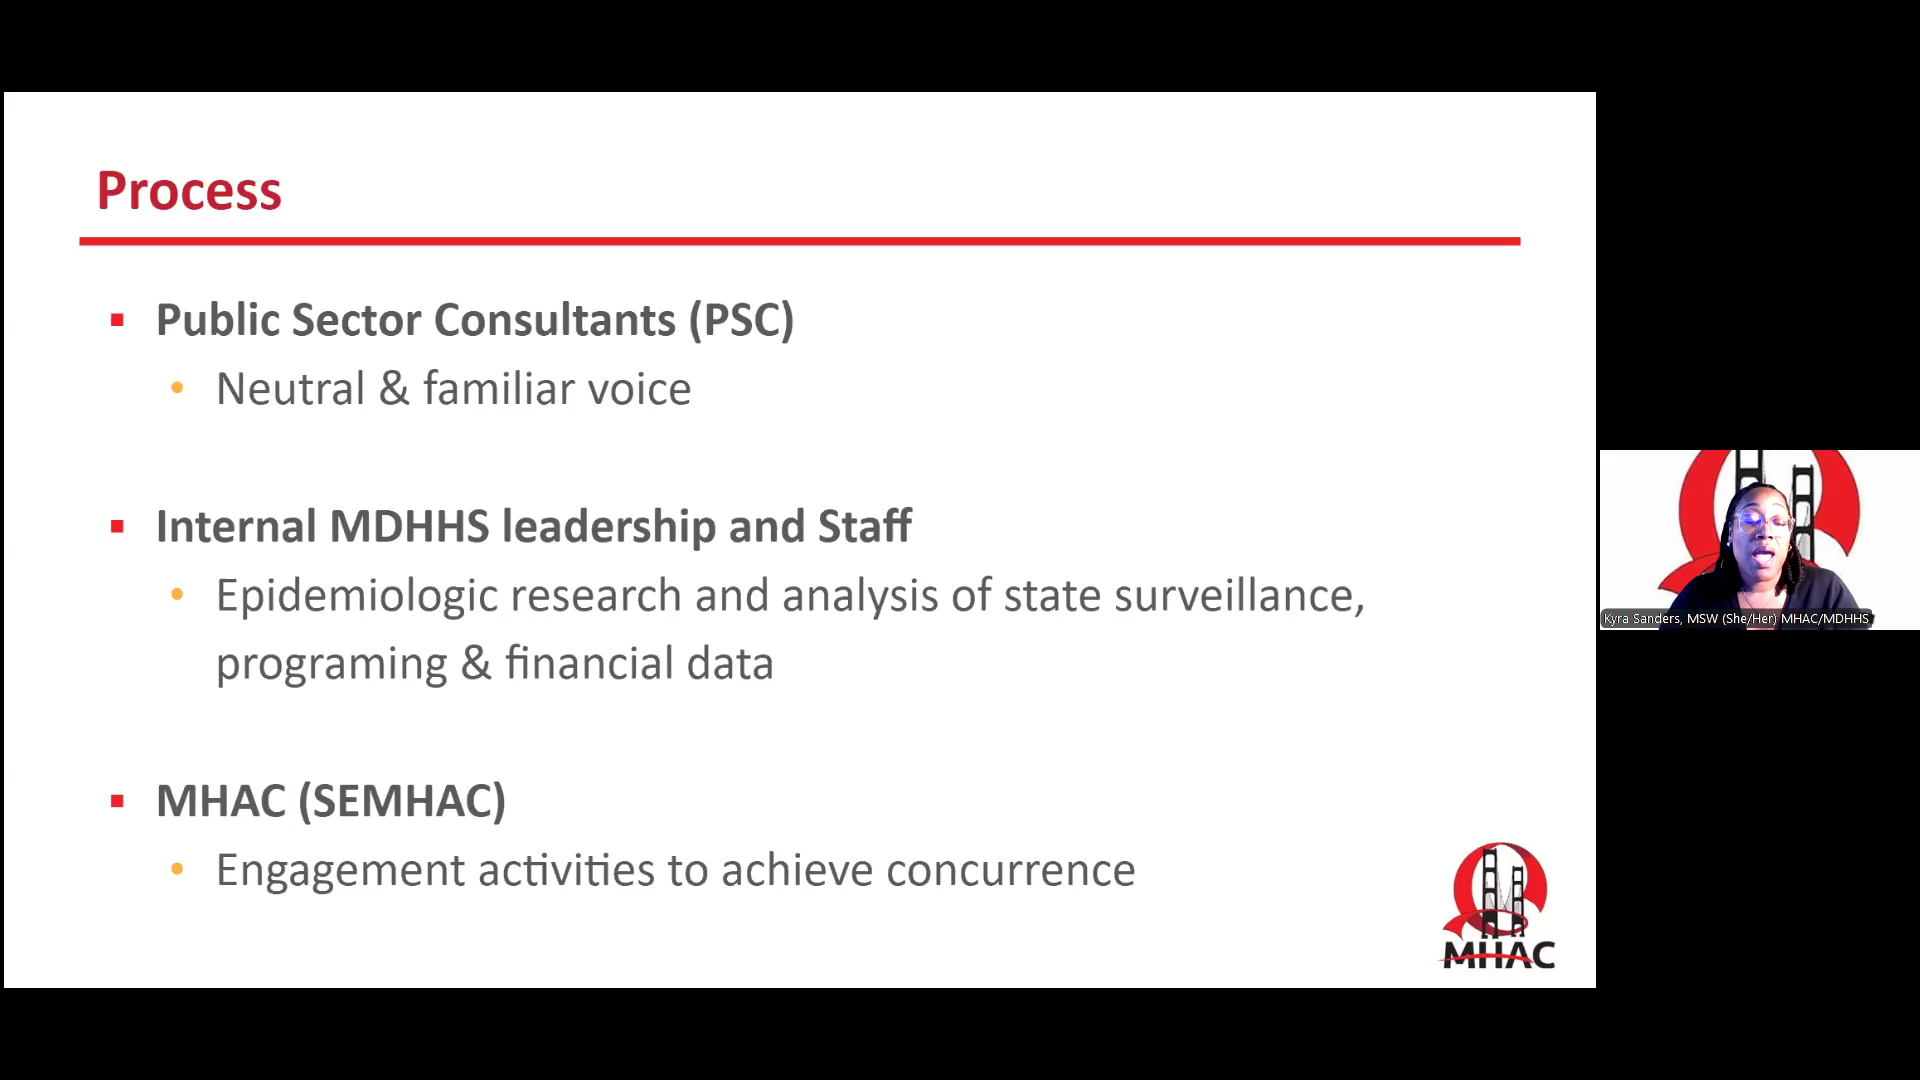 Process
Public Sector Consultants (PSC)
Neutral & familiar voice
Internal MDHHS leadership and Staff
Epidemiologic research and analysis of state surveillance,
programing & financial data
MHAC (SEMHAC)
Engagement activities to achieve concurrence
MHAC
Kyra Sanders, MSW (She/Her) MHAC/MDHHS